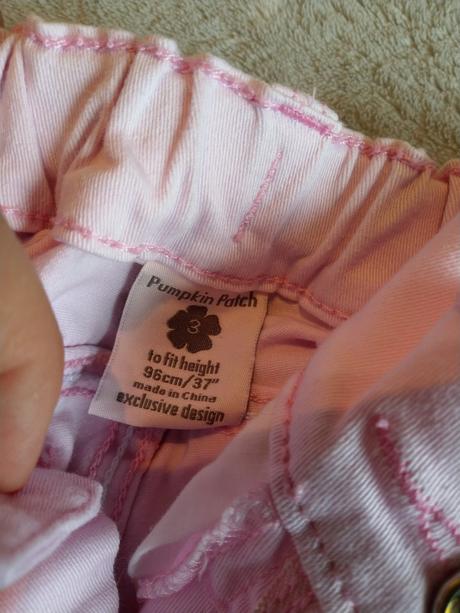 Pumpkin Patch
3
to fit height
96cm/37"
made in China
exclusive design